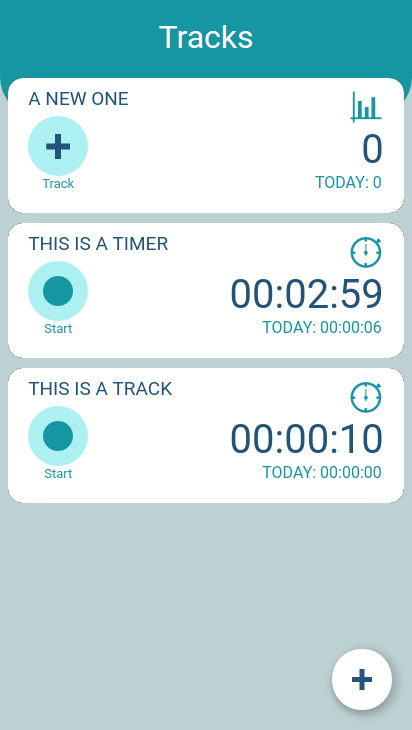 Tracks
A NEW ONE
0
Track
TODAY: 0
THIS IS A TIMER
00:02:59
Start
TODAY: 00:00:06
THIS IS A TRACK
00:00:10
Start
TODAY: 00:00:00